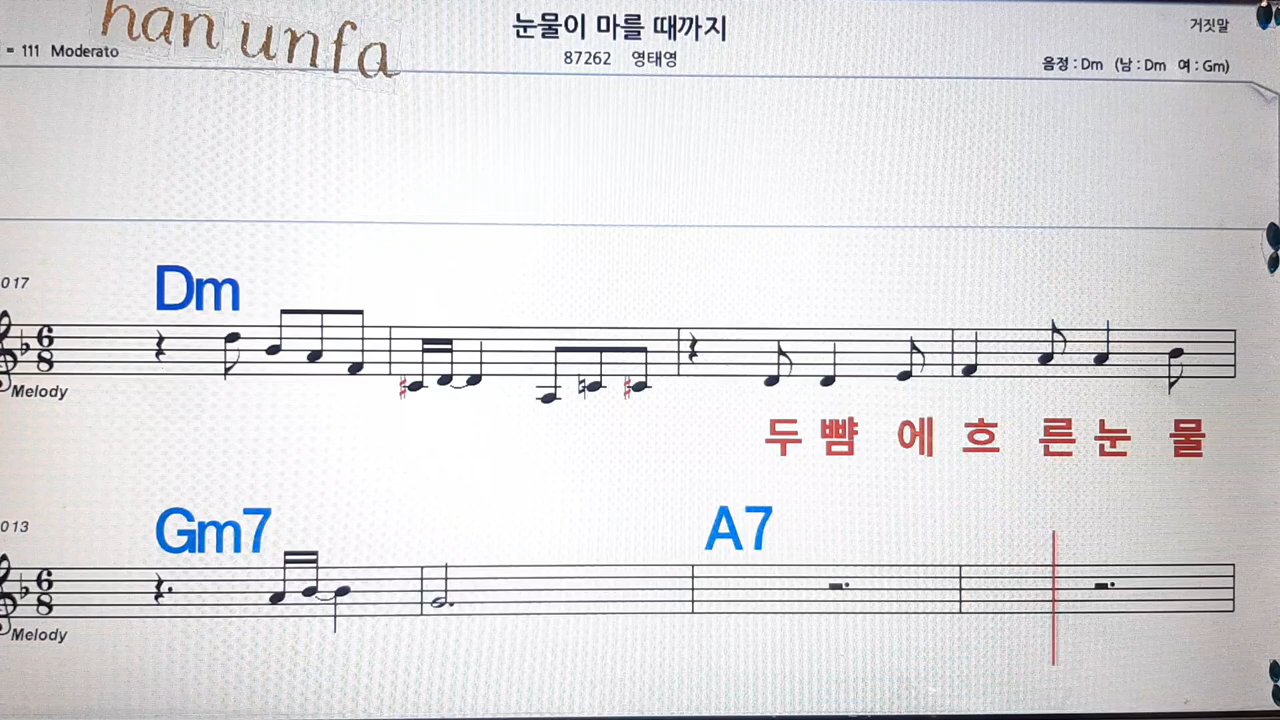 han unfa
눈물이 마를 때까지
거짓말
= 111 Moderato
87262 영태영
음정 : Dm (남 : Dm 여 : Gm)
017
Dm
6
8
Melody
두 뺨 에 흐 른 눈 물
013
Gm7 A7
6
8
Melody